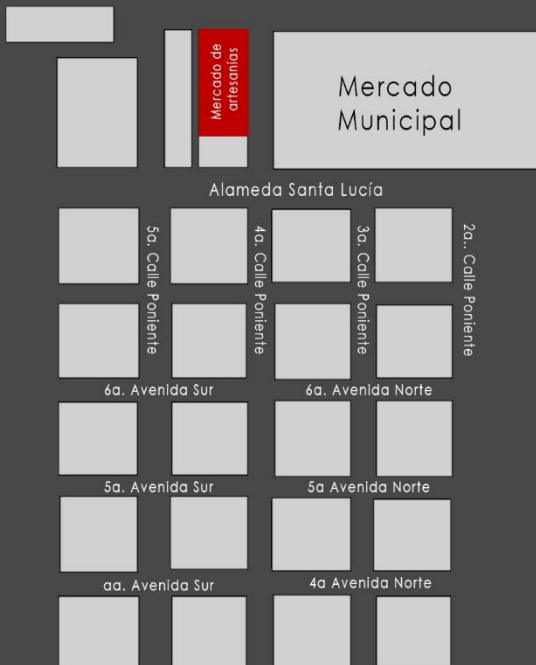 Mercado de
artesanías
Mercado
Municipal
Alameda Santa Lucía
5a. Calle Poniente
4a. Calle Poniente
3a. Calle Poniente
2a.. Calle Poniente
6a. Avenida Sur
6a. Avenida Norte
5a. Avenida Sur
5a Avenida Norte
aa. Avenida Sur
4a Avenida Norte